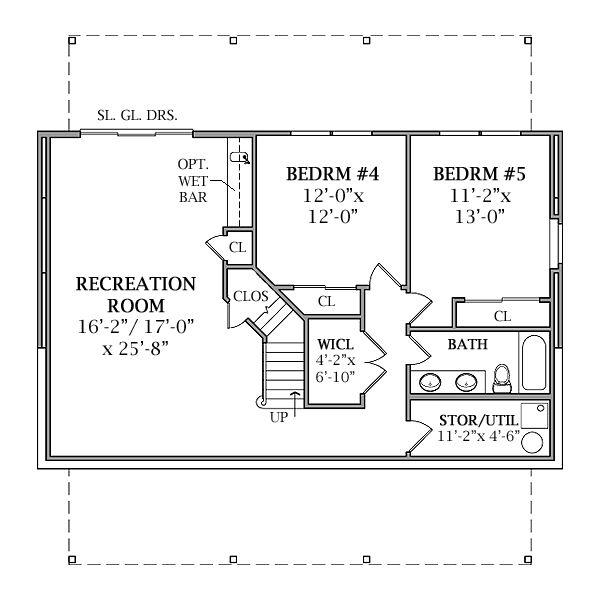 SL. GL. DRS.
OPT.
WET
BAR
BEDRM #4
12'-0"x
12'-0"
BEDRM #5
11'-2"x
13'-0"
CL
RECREATION
ROOM
16'-2"/ 17'-0"
x 25'-8"
CLOS
CL
CL
WICL
4'-2"x
6'-10"
BATH
UP
STOR/UTIL
11'-2"x 4'-6"